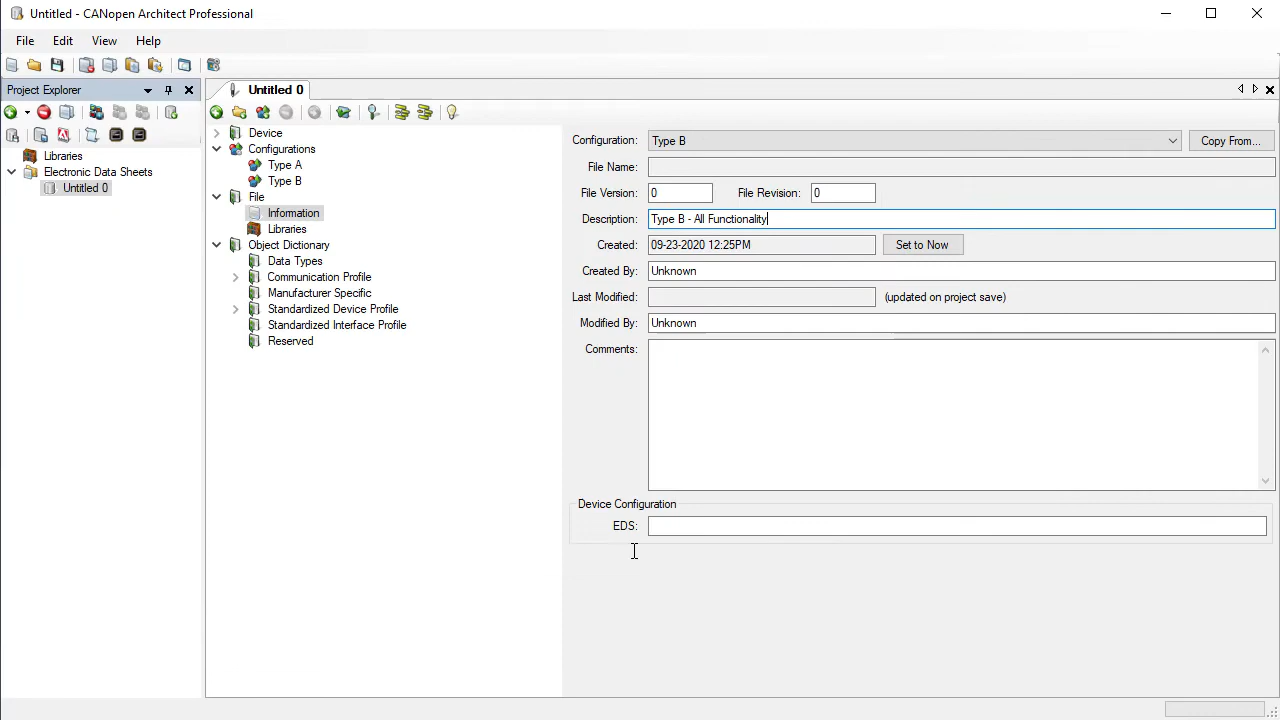 Untitled - CANopen Architect Professional
File Edit View Help
Project Explorer
Untitled 0
Libraries
Electronic Data Sheets
Untitled 0
Device
Configurations
Type A
Type B
File
Information
Libraries
Object Dictionary
Data Types
Communication Profile
Manufacturer Specific
Standardized Device Profile
Standardized Interface Profile
Reserved
Configuration: Type B Copy From...
File Name:
File Version: 0 File Revision: 0
Description: Type B - All Functionality
Created: 09-23-2020 12:25PM Set to Now
Created By: Unknown
Last Modified: (updated on project save)
Modified By: Unknown
Comments:
Device Configuration
EDS: